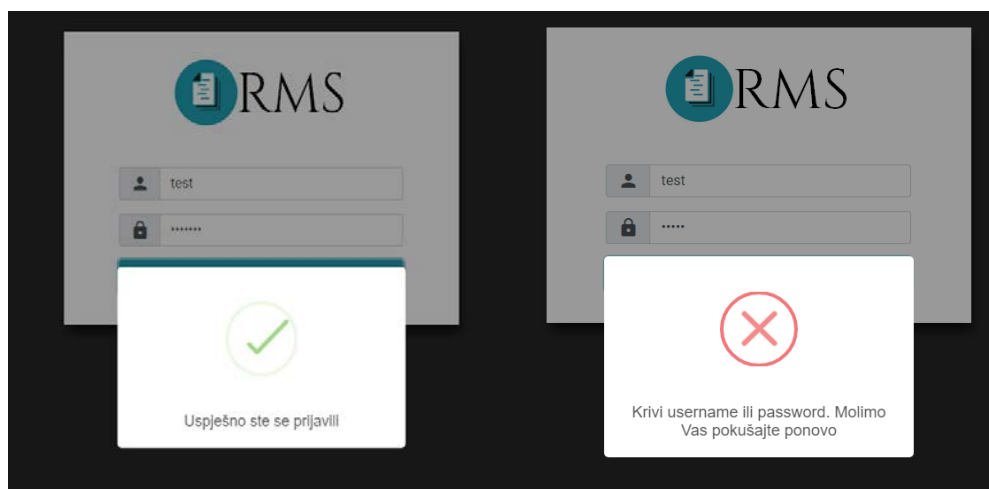 RMS
test
•••••••
Uspješno ste se prijavili
RMS
test
•••••
Krivi username ili password. Molimo
Vas pokušajte ponovo